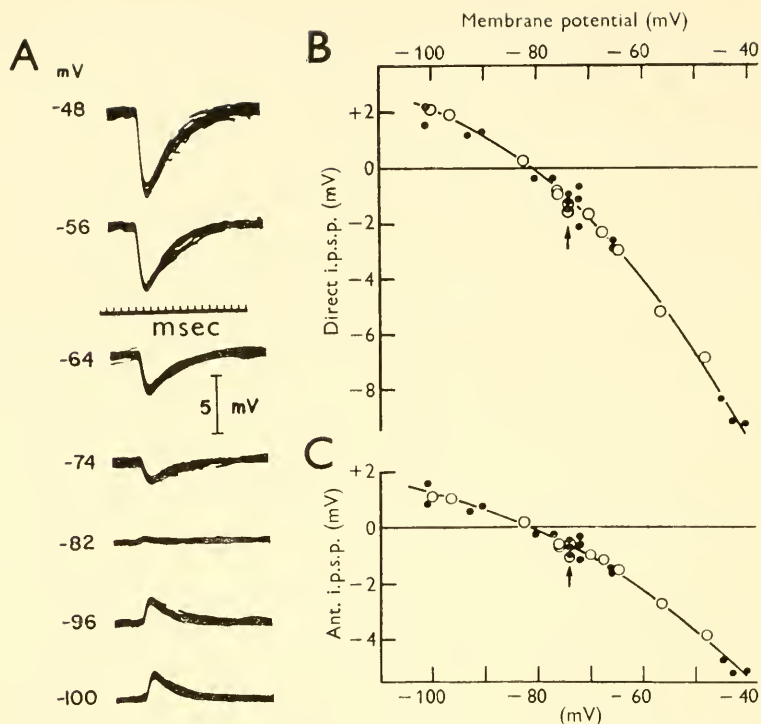 A
mV
-48
-56
msec
-64
5 mV
-74
-82
-96
-100
B
Membrane potential (mV)
-100 -80 -60 -40
+2
0
-2
-4
-6
-8
Direct i.p.s.p. (mV)
C
+2
0
-2
-4
Ant. i.p.s.p. (mV)
-100 -80 -60 -40
(mV)